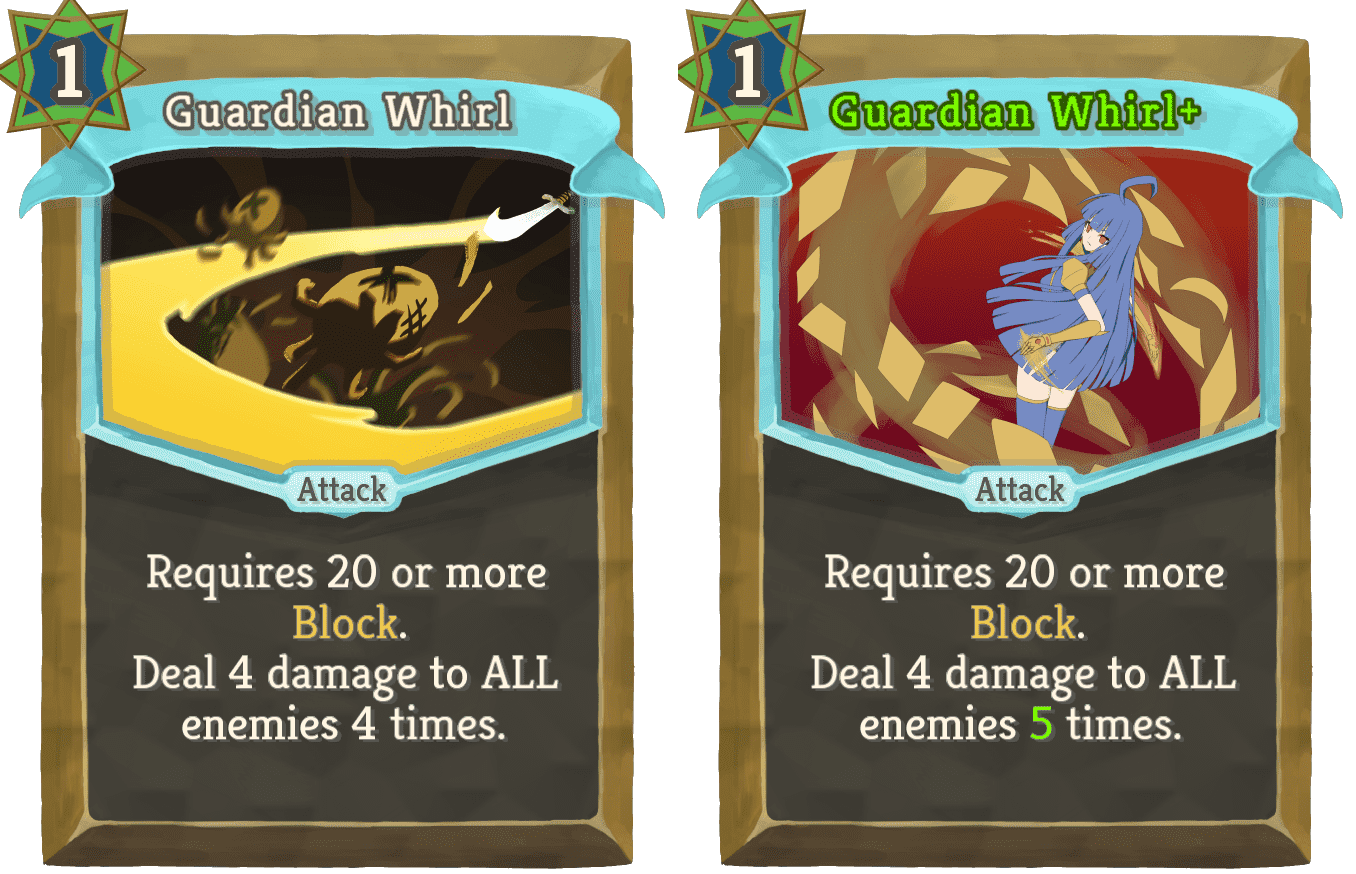 1
Guardian Whirl
Attack
Requires 20 or more
Block.
Deal 4 damage to ALL
enemies 4 times.
1
Guardian Whirl+
Attack
Requires 20 or more
Block.
Deal 4 damage to ALL
enemies 5 times.